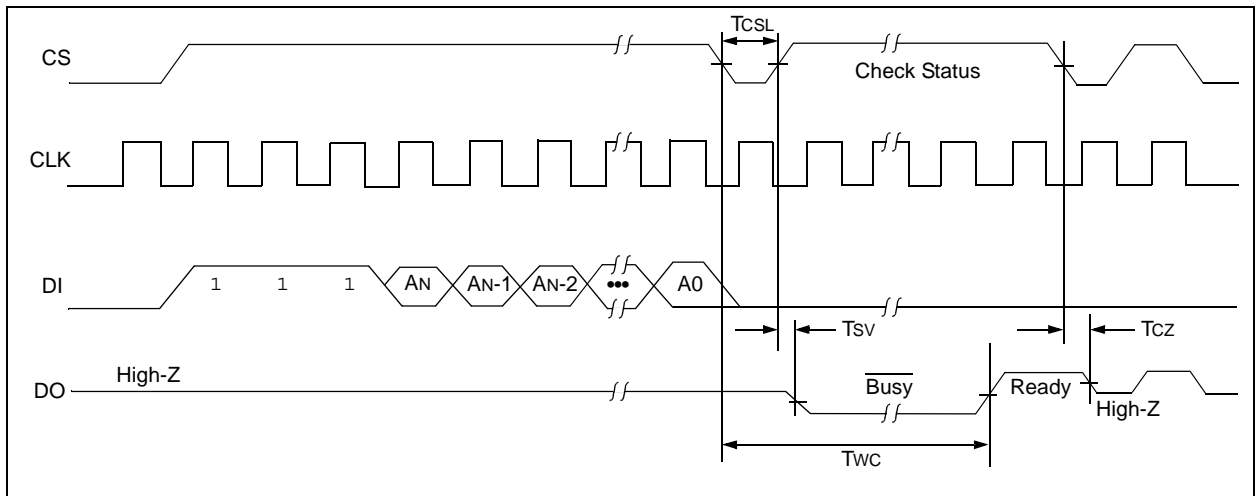 TCSL
CS
Check Status
CLK
DI
1 1 1 AN AN-1 AN-2 ••• A0
TSV
TCZ
High-Z
DO
Busy
Ready
High-Z
TWC